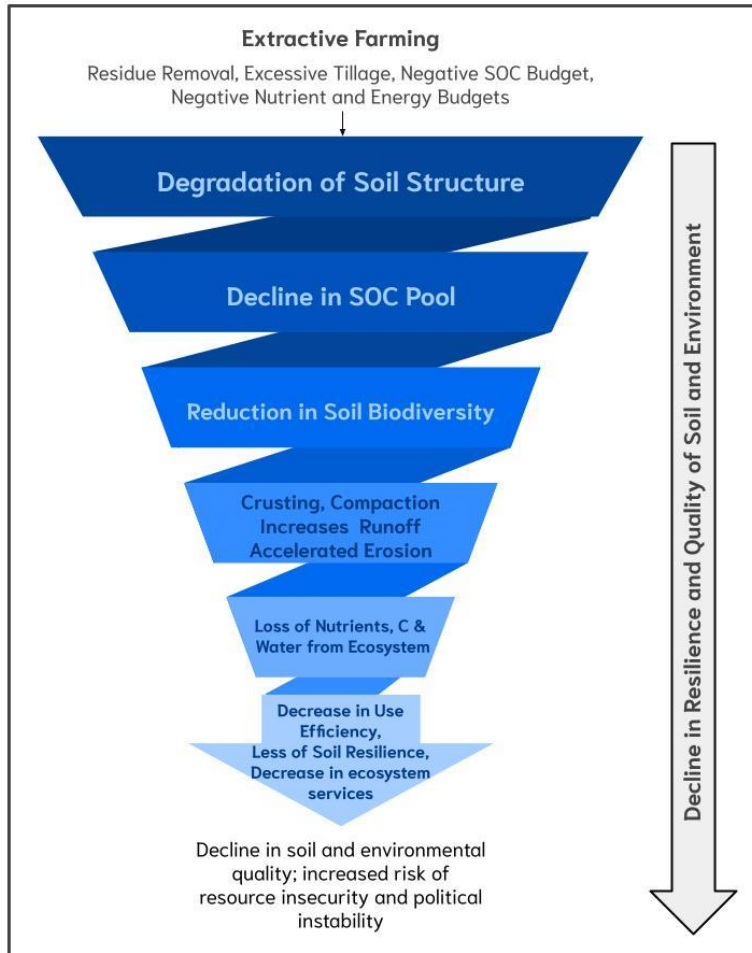 Extractive Farming
Residue Removal, Excessive Tillage, Negative SOC Budget,
Negative Nutrient and Energy Budgets
Degradation of Soil Structure
Decline in SOC Pool
Reduction in Soil Biodiversity
Crusting, Compaction
Increases Runoff
Accelerated Erosion
Loss of Nutrients, C &
Water from Ecosystem
Decrease in Use
Efficiency,
Less of Soil Resilience,
Decrease in ecosystem
services
Decline in soil and environmental
quality; increased risk of
resource insecurity and political
instability
Decline in Resilience and Quality of Soil and Environment